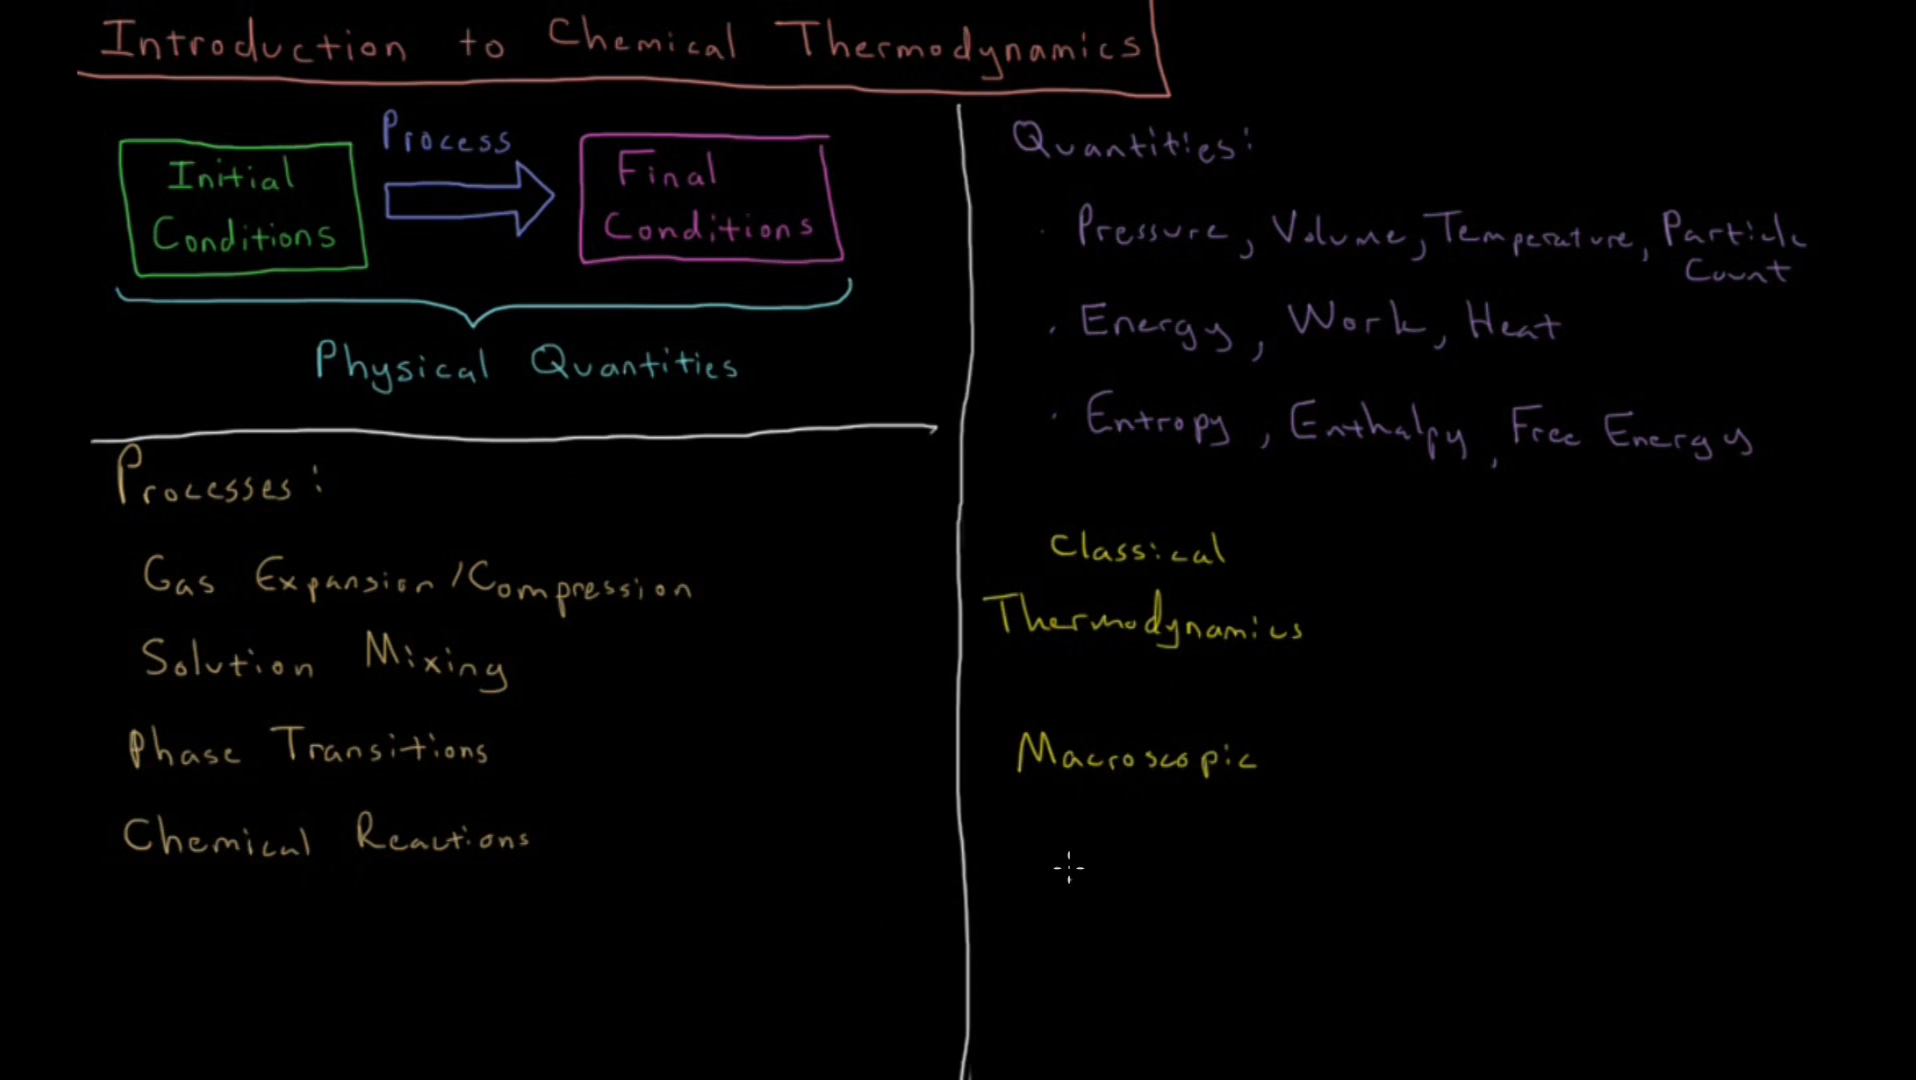 Introduction to Chemical Thermodynamics
Process
Initial
Conditions
Final
Conditions
Physical Quantities
Processes:
Gas Expansion/Compression
Solution Mixing
Phase Transitions
Chemical Reactions
Quantities:
· Pressure, Volume, Temperature, Particle
Count
· Energy, Work, Heat
· Entropy, Enthalpy, Free Energy
Classical
Thermodynamics
Macroscopic